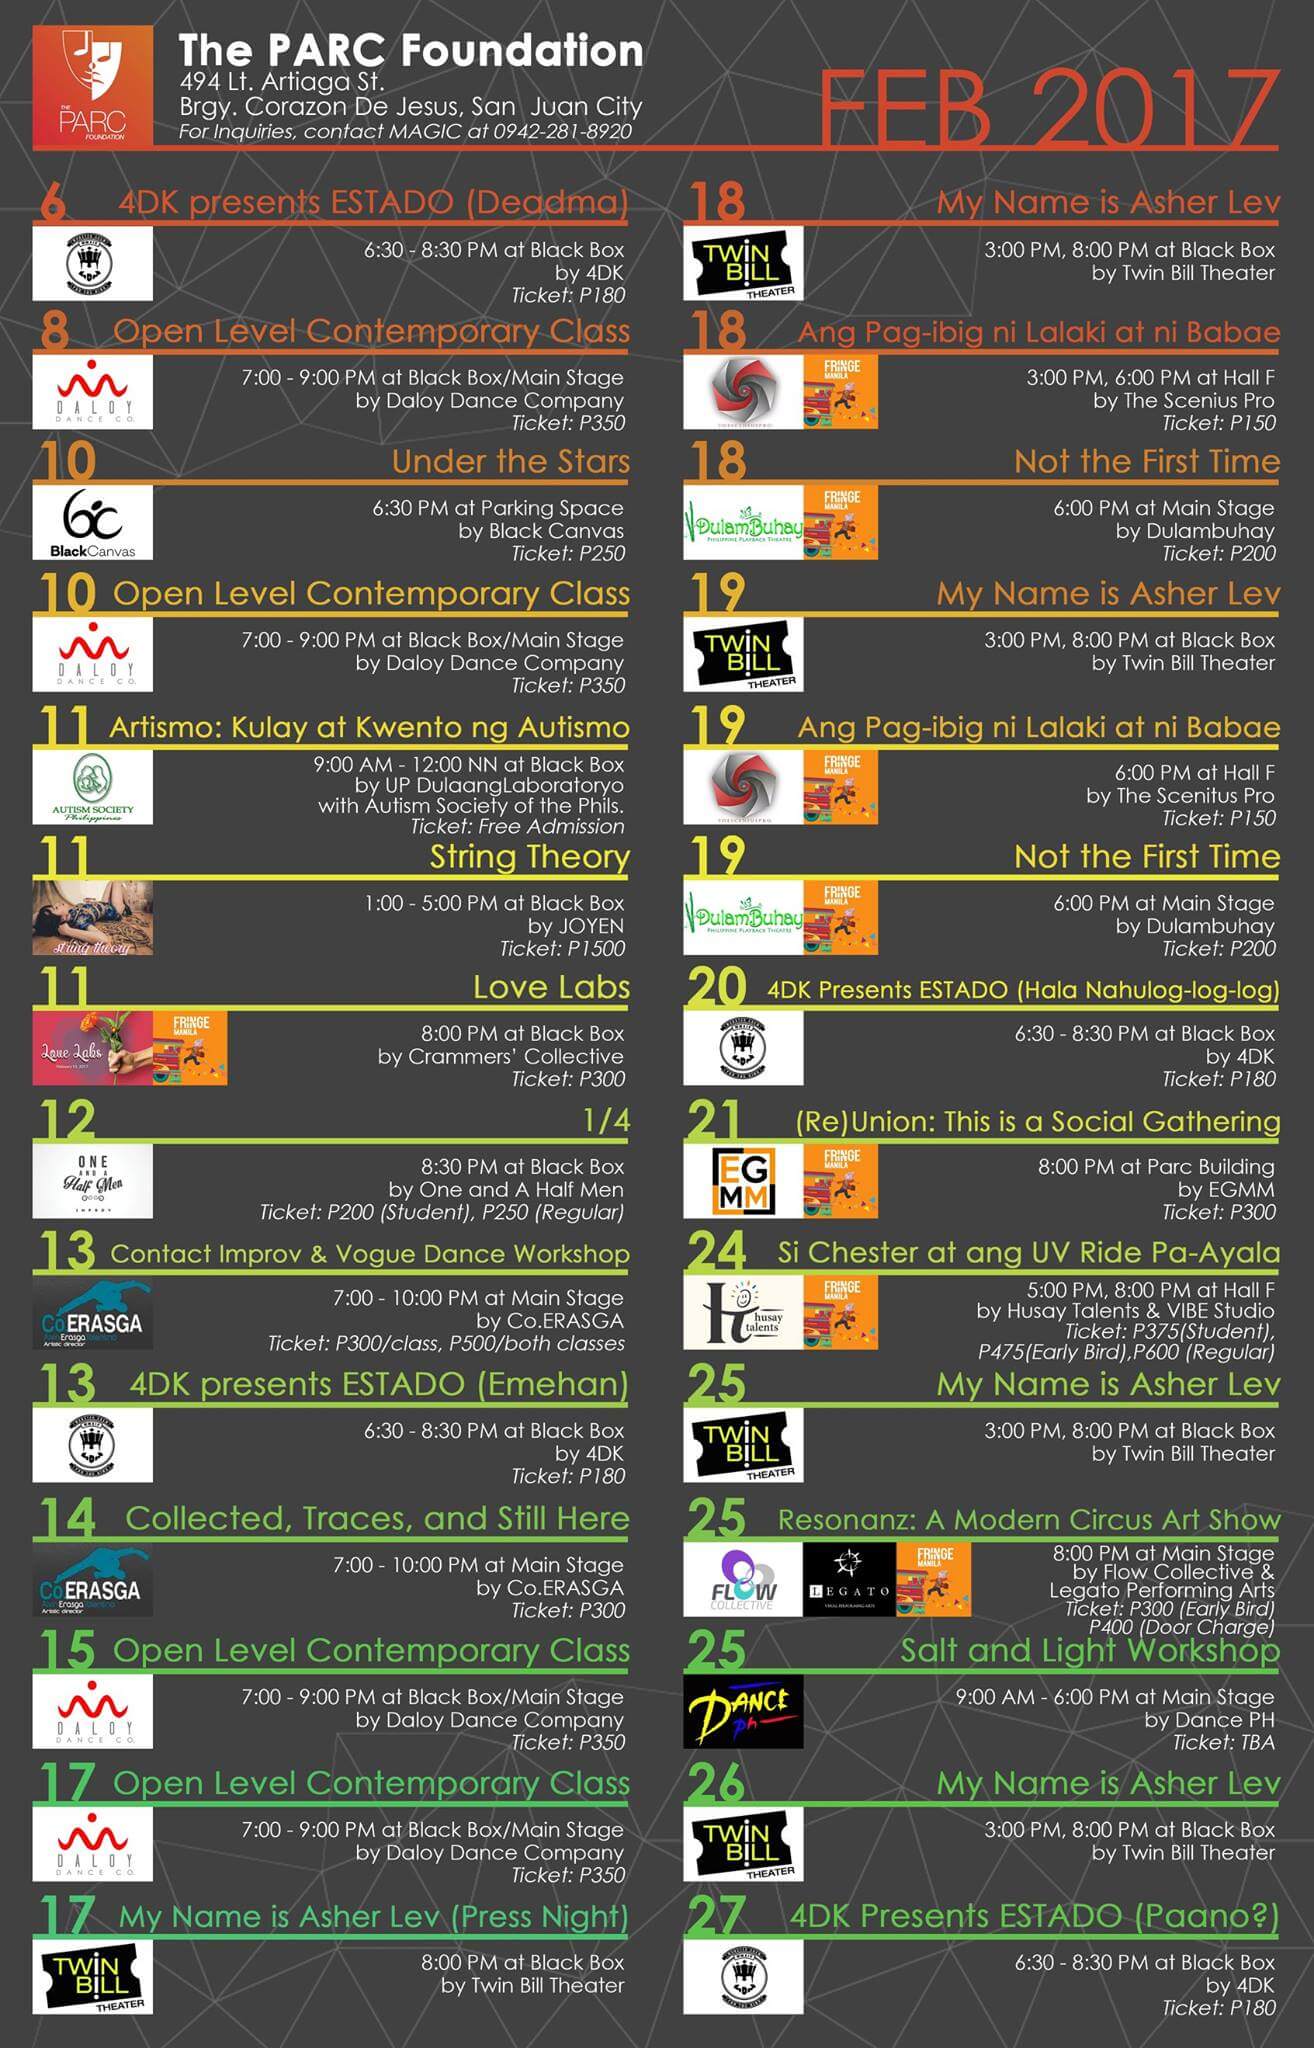 THE
PARC
FOUNDATION
The PARC Foundation
494 Lt. Artiaga St.
Brgy. Corazon De Jesus, San Juan City
For Inquiries, contact MAGIC at 0942-281-8920
FEB 2017
6 4DK presents ESTADO (Deadma)
6:30 - 8:30 PM at Black Box
by 4DK
Ticket: P180
8 Open Level Contemporary Class
DALOY
DANCE CO.
7:00 - 9:00 PM at Black Box/Main Stage
by Daloy Dance Company
Ticket: P350
10 Under the Stars
BlackCanvas
6:30 PM at Parking Space
by Black Canvas
Ticket: P250
10 Open Level Contemporary Class
DALOY
DANCE CO.
7:00 - 9:00 PM at Black Box/Main Stage
by Daloy Dance Company
Ticket: P350
11 Artismo: Kulay at Kwento ng Autismo
AUTISM SOCIETY
Philippines
9:00 AM - 12:00 NN at Black Box
by UP DulaangLaboratoryo
with Autism Society of the Phils.
Ticket: Free Admission
11 String Theory
string theory
1:00 - 5:00 PM at Black Box
by JOYEN
Ticket: P1500
11 Love Labs
Love Labs
FRINGE
MANILA
8:00 PM at Black Box
by Crammers' Collective
Ticket: P300
12 1/4
ONE
AND A
Half Men
IMPROV
8:30 PM at Black Box
by One and A Half Men
Ticket: P200 (Student), P250 (Regular)
13 Contact Improv & Vogue Dance Workshop
CoERASGA
Alvin Erasga Tolentino
Artistic director
7:00 - 10:00 PM at Main Stage
by Co.ERASGA
Ticket: P300/class, P500/both classes
13 4DK presents ESTADO (Emehan)
6:30 - 8:30 PM at Black Box
by 4DK
Ticket: P180
14 Collected, Traces, and Still Here
CoERASGA
Alvin Erasga Tolentino
Artistic director
7:00 - 10:00 PM at Main Stage
by Co.ERASGA
Ticket: P300
15 Open Level Contemporary Class
DALOY
DANCE CO.
7:00 - 9:00 PM at Black Box/Main Stage
by Daloy Dance Company
Ticket: P350
17 Open Level Contemporary Class
DALOY
DANCE CO.
7:00 - 9:00 PM at Black Box/Main Stage
by Daloy Dance Company
Ticket: P350
17 My Name is Asher Lev (Press Night)
TWiN
BiLL
THEATER
8:00 PM at Black Box
by Twin Bill Theater
18 My Name is Asher Lev
TWiN
BiLL
THEATER
3:00 PM, 8:00 PM at Black Box
by Twin Bill Theater
18 Ang Pag-ibig ni Lalaki at ni Babae
THESCENIUSPRO
FRINGE
MANILA
3:00 PM, 6:00 PM at Hall F
by The Scenius Pro
Ticket: P150
18 Not the First Time
DulamBuhay
PHILIPPINE PLAYBACK THEATRE
FRINGE
MANILA
6:00 PM at Main Stage
by Dulambuhay
Ticket: P200
19 My Name is Asher Lev
TWiN
BiLL
THEATER
3:00 PM, 8:00 PM at Black Box
by Twin Bill Theater
19 Ang Pag-ibig ni Lalaki at ni Babae
THESCENIUSPRO
FRINGE
MANILA
6:00 PM at Hall F
by The Scenitus Pro
Ticket: P150
19 Not the First Time
DulamBuhay
PHILIPPINE PLAYBACK THEATRE
FRINGE
MANILA
6:00 PM at Main Stage
by Dulambuhay
Ticket: P200
20 4DK Presents ESTADO (Hala Nahulog-log-log)
6:30 - 8:30 PM at Black Box
by 4DK
Ticket: P180
21 (Re)Union: This is a Social Gathering
EG
MM
FRINGE
MANILA
8:00 PM at Parc Building
by EGMM
Ticket: P300
24 Si Chester at ang UV Ride Pa-Ayala
husay
talents
FRINGE
MANILA
5:00 PM, 8:00 PM at Hall F
by Husay Talents & VIBE Studio
Ticket: P375(Student),
P475(Early Bird),P600 (Regular)
25 My Name is Asher Lev
TWiN
BiLL
THEATER
3:00 PM, 8:00 PM at Black Box
by Twin Bill Theater
25 Resonanz: A Modern Circus Art Show
FLOW
COLLECTIVE
LEGATO
FRINGE
MANILA
8:00 PM at Main Stage
by Flow Collective &
Legato Performing Arts
Ticket: P300 (Early Bird)
P400 (Door Charge)
25 Salt and Light Workshop
DANCE
ph
9:00 AM - 6:00 PM at Main Stage
by Dance PH
Ticket: TBA
26 My Name is Asher Lev
TWiN
BiLL
THEATER
3:00 PM, 8:00 PM at Black Box
by Twin Bill Theater
27 4DK Presents ESTADO (Paano?)
6:30 - 8:30 PM at Black Box
by 4DK
Ticket: P180